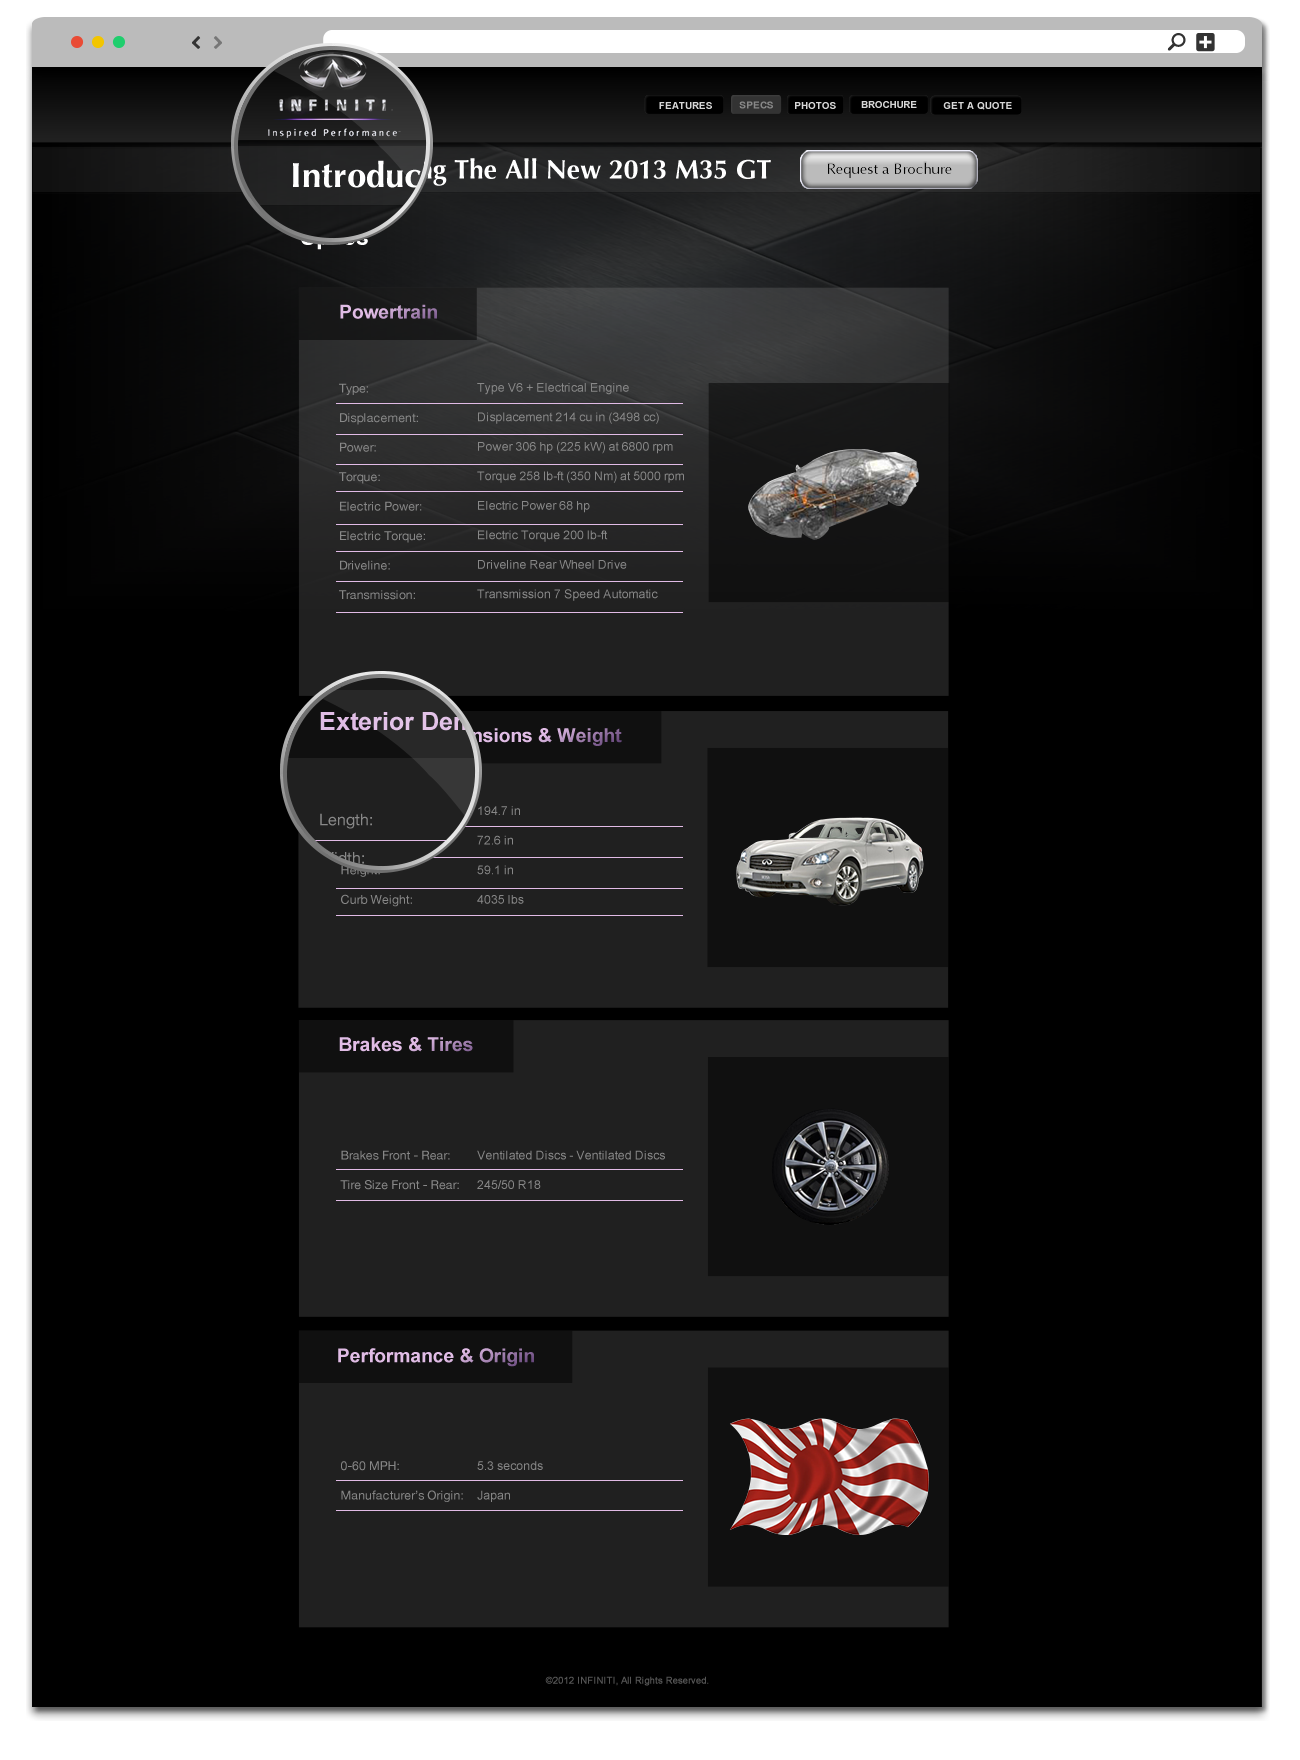 INFINITI
Inspired Performance
FEATURES SPECS PHOTOS BROCHURE GET A QUOTE
Introducing The All New 2013 M35 GT
Request a Brochure
Specs
Powertrain
Type: Type V6 + Electrical Engine
Displacement: Displacement 214 cu in (3498 cc)
Power: Power 306 hp (225 kW) at 6800 rpm
Torque: Torque 258 lb-ft (350 Nm) at 5000 rpm
Electric Power: Electric Power 68 hp
Electric Torque: Electric Torque 200 lb-ft
Driveline: Driveline Rear Wheel Drive
Transmission: Transmission 7 Speed Automatic
Exterior Demensions & Weight
Length: 194.7 in
Width: 72.6 in
Height: 59.1 in
Curb Weight: 4035 lbs
Brakes & Tires
Brakes Front - Rear: Ventilated Discs - Ventilated Discs
Tire Size Front - Rear: 245/50 R18
Performance & Origin
0-60 MPH: 5.3 seconds
Manufacturer's Origin: Japan
©2012 INFINITI, All Rights Reserved.